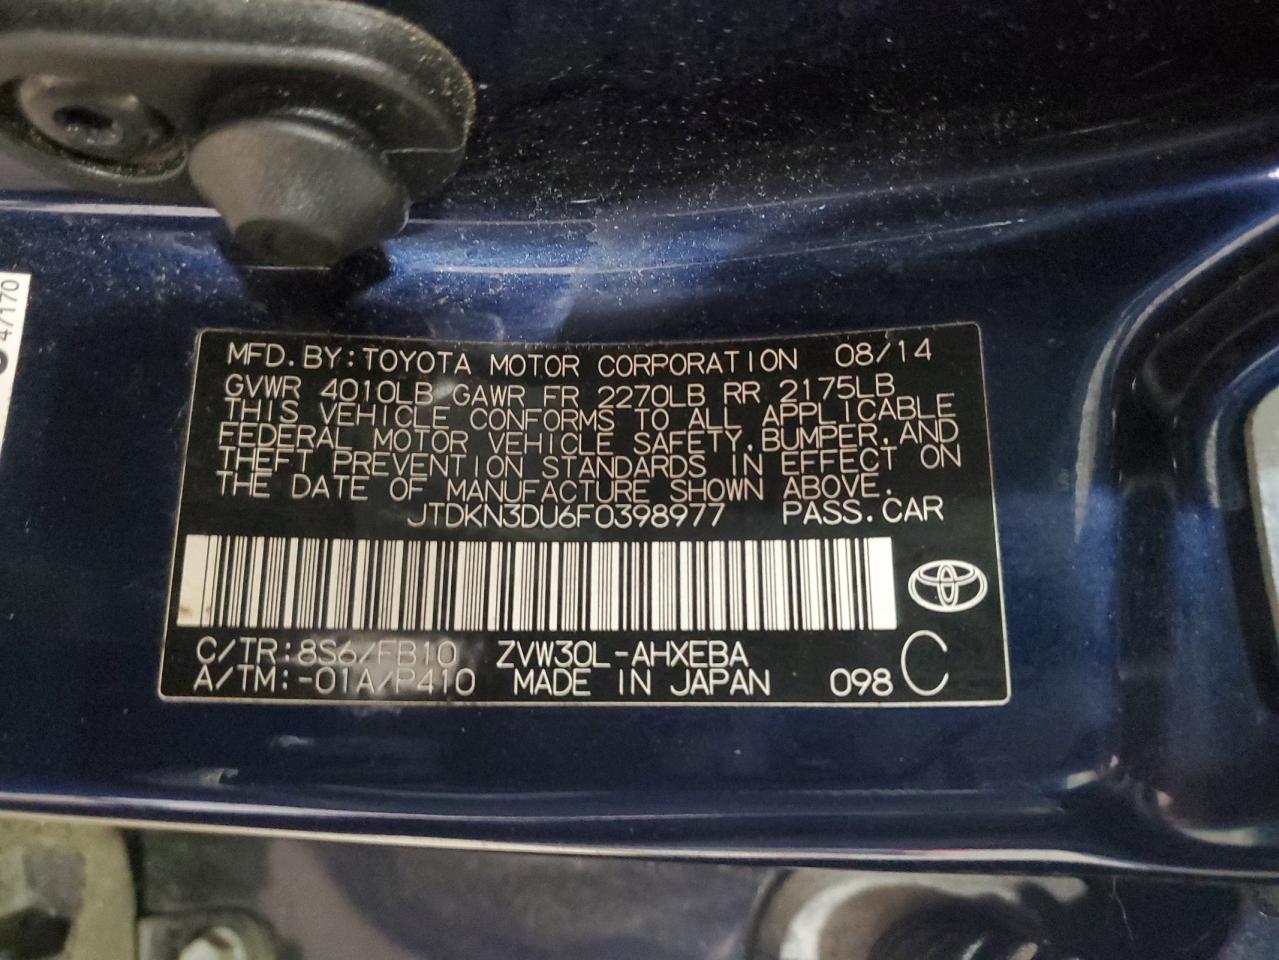 47170
MFD. BY: TOYOTA MOTOR CORPORATION 08/14
GVWR 4010LB GAWR FR 2270LB RR 2175LB
THIS VEHICLE CONFORMS TO ALL APPLICABLE
FEDERAL MOTOR VEHICLE SAFETY, BUMPER, AND
THEFT PREVENTION STANDARDS IN EFFECT ON
THE DATE OF MANUFACTURE SHOWN ABOVE.
JTDKN3DU6F0398977 PASS. CAR
C/TR: 8S6/FB10 ZVW30L-AHXEBA
A/TM: -01A/P410 MADE IN JAPAN 098 C